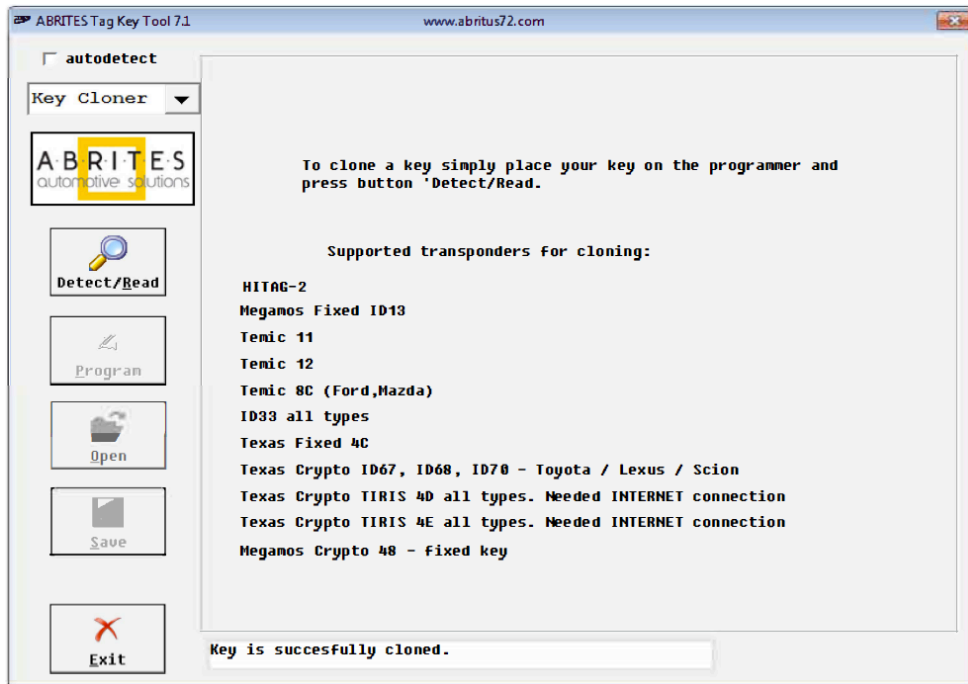 ABRITES Tag Key Tool 7.1
www.abritus72.com
autodetect
Key Cloner
A·B·R·I·T·E·S
automotive solutions
Detect/Read
Program
Open
Save
Exit
To clone a key simply place your key on the programmer and
press button 'Detect/Read.
Supported transponders for cloning:
HITAG-2
Megamos Fixed ID13
Temic 11
Temic 12
Temic 8C (Ford,Mazda)
ID33 all types
Texas Fixed 4C
Texas Crypto ID67, ID68, ID70 - Toyota / Lexus / Scion
Texas Crypto TIRIS 4D all types. Needed INTERNET connection
Texas Crypto TIRIS 4E all types. Needed INTERNET connection
Megamos Crypto 48 - fixed key
Key is succesfully cloned.